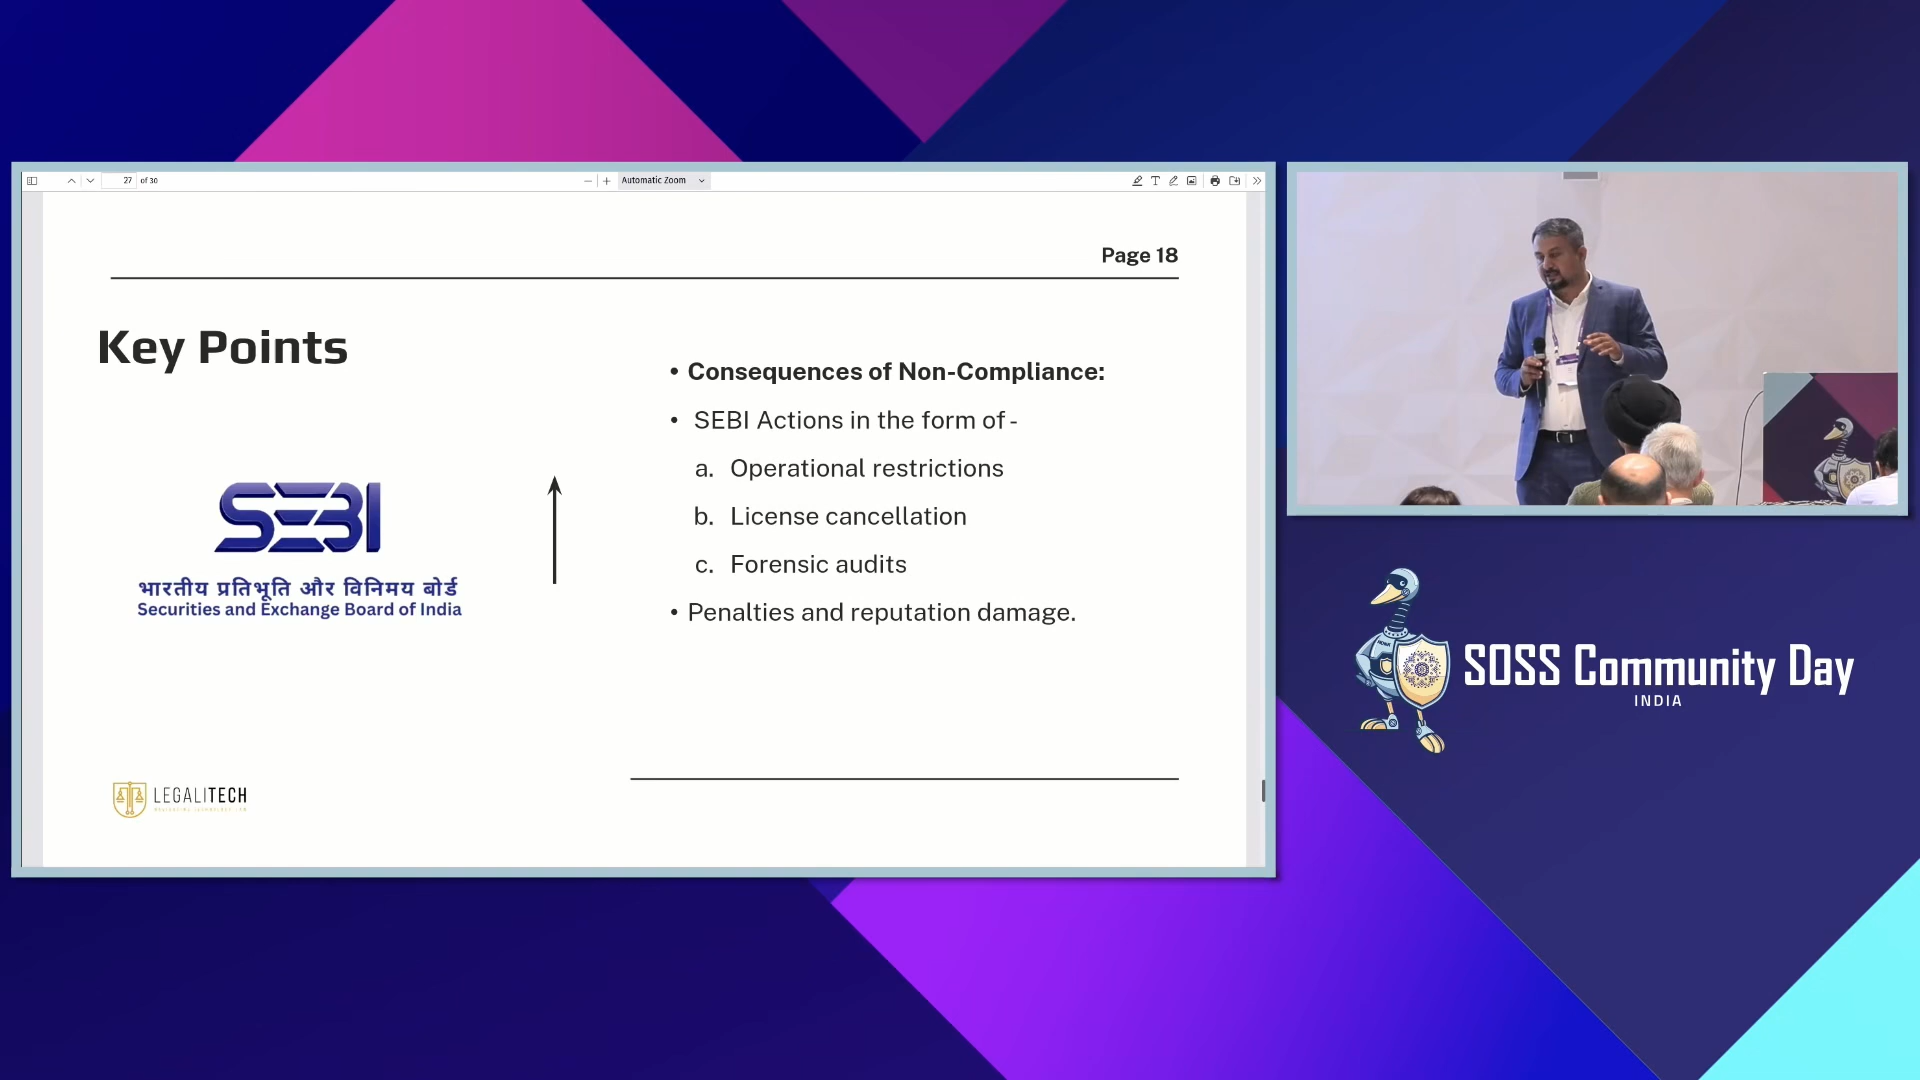 27 of 30
Automatic Zoom
Page 18
Key Points
• Consequences of Non-Compliance:
• SEBI Actions in the form of -
a. Operational restrictions
b. License cancellation
c. Forensic audits
• Penalties and reputation damage.
SEBI
भारतीय प्रतिभूति और विनिमय बोर्ड
Securities and Exchange Board of India
LEGALITECH
SOSS Community Day
INDIA